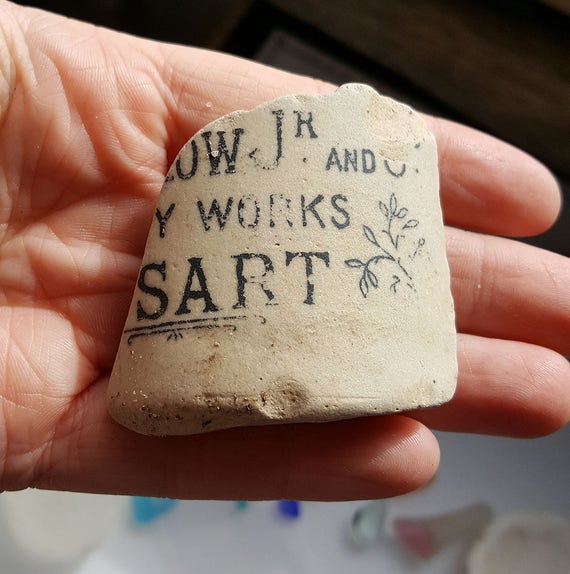 LOW JR. AND C.
Y WORKS
SART